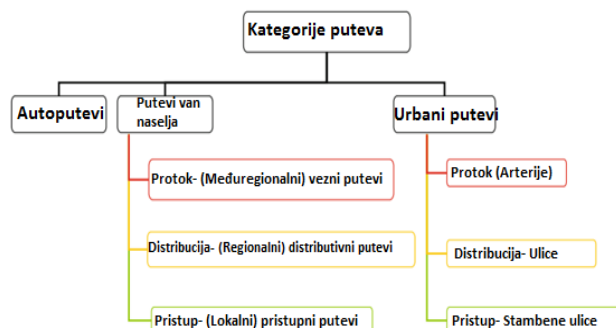 Kategorije puteva
Autoputevi
Putevi van
naselja
Urbani putevi
Protok- (Međuregionalni) vezni putevi
Distribucija- (Regionalni) distributivni putevi
Pristup- (Lokalni) pristupni putevi
Protok (Arterije)
Distribucija- Ulice
Pristup- Stambene ulice